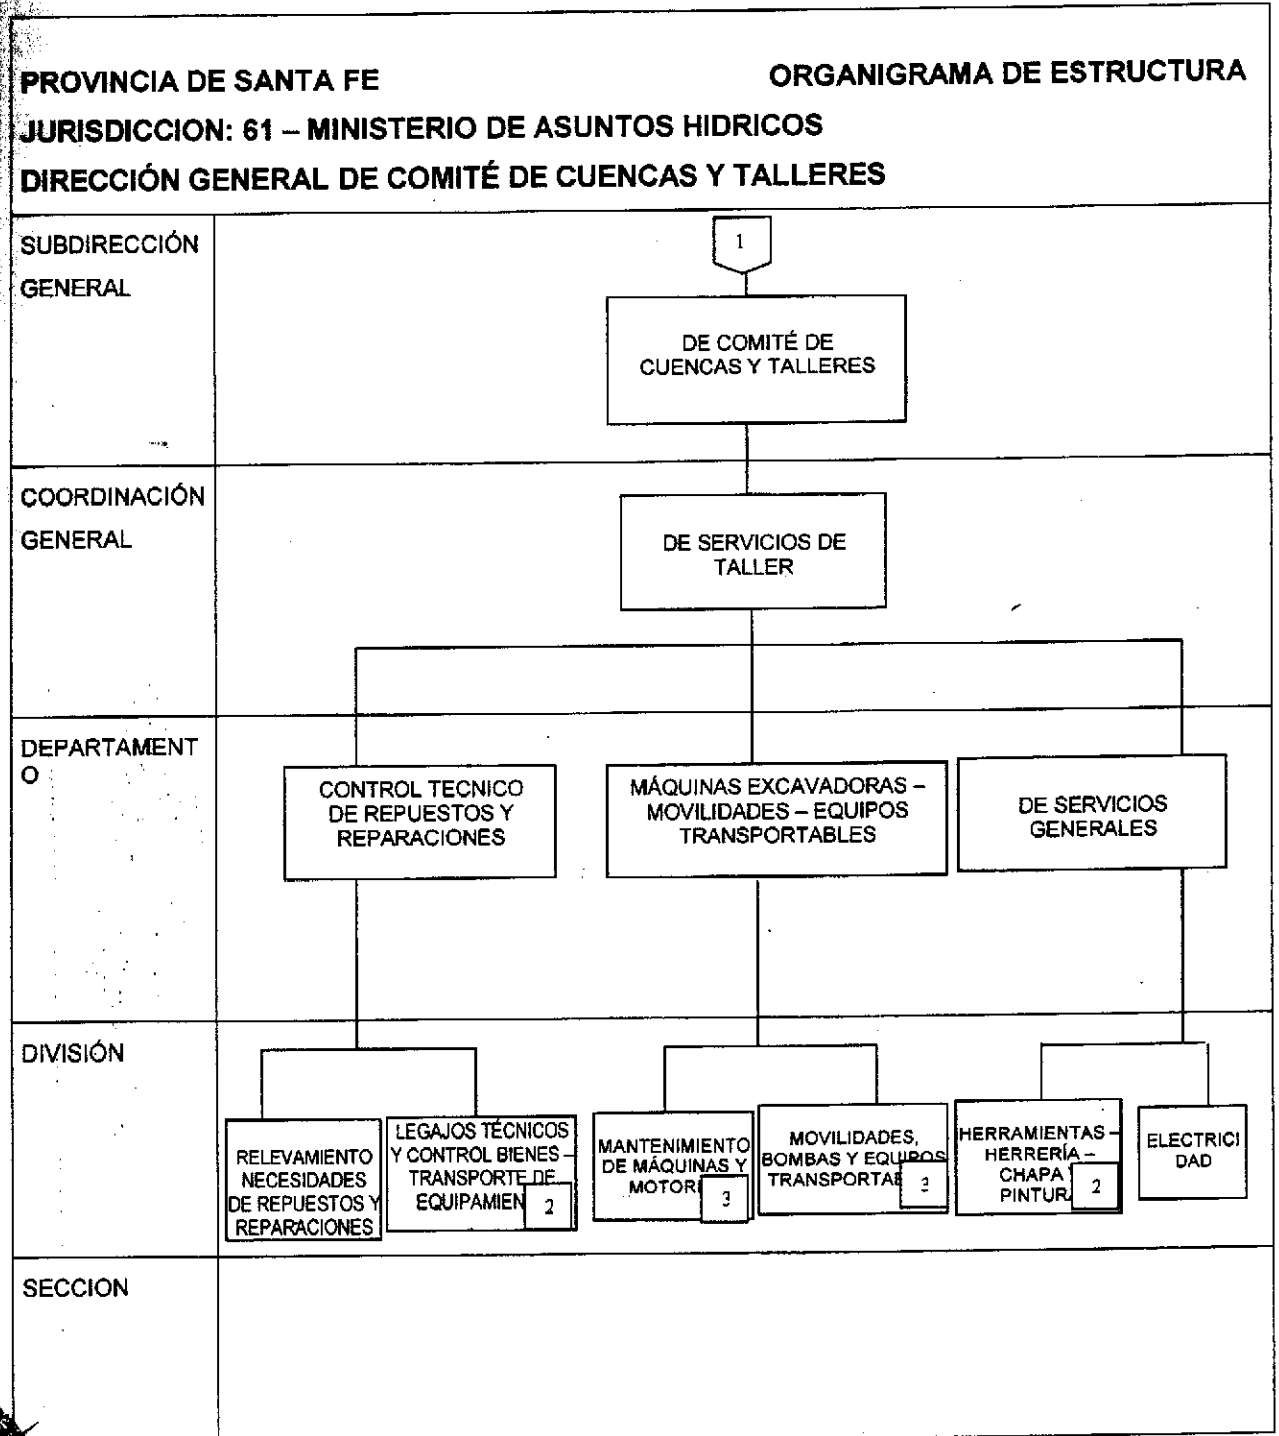 PROVINCIA DE SANTA FE
ORGANIGRAMA DE ESTRUCTURA
JURISDICCION: 61 – MINISTERIO DE ASUNTOS HIDRICOS
DIRECCIÓN GENERAL DE COMITÉ DE CUENCAS Y TALLERES
SUBDIRECCIÓN
GENERAL
1
DE COMITÉ DE
CUENCAS Y TALLERES
COORDINACIÓN
GENERAL
DE SERVICIOS DE
TALLER
DEPARTAMENT
O
CONTROL TECNICO
DE REPUESTOS Y
REPARACIONES
MÁQUINAS EXCAVADORAS –
MOVILIDADES – EQUIPOS
TRANSPORTABLES
DE SERVICIOS
GENERALES
DIVISIÓN
RELEVAMIENTO
NECESIDADES
DE REPUESTOS Y
REPARACIONES
LEGAJOS TÉCNICOS
Y CONTROL BIENES –
TRANSPORTE DE
EQUIPAMIEN
2
MANTENIMIENTO
DE MÁQUINAS Y
MOTOR
3
MOVILIDADES,
BOMBAS Y EQUIPOS
TRANSPORTAB
HERRAMIENTAS –
HERRERÍA –
CHAPA
PINTURA
2
ELECTRICI
DAD
SECCION